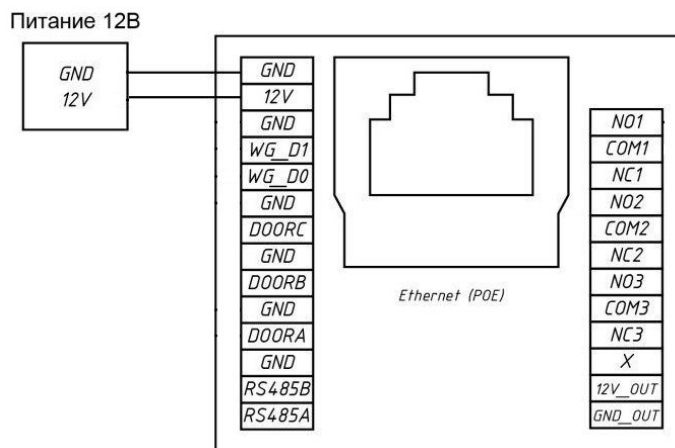 Питание 12В
GND
12V
GND
12V
GND
WG_D1
WG_D0
GND
DOORC
GND
DOORB
GND
DOORA
GND
RS485B
RS485A
Ethernet (POE)
NO1
COM1
NC1
NO2
COM2
NC2
NO3
COM3
NC3
X
12V_OUT
GND_OUT